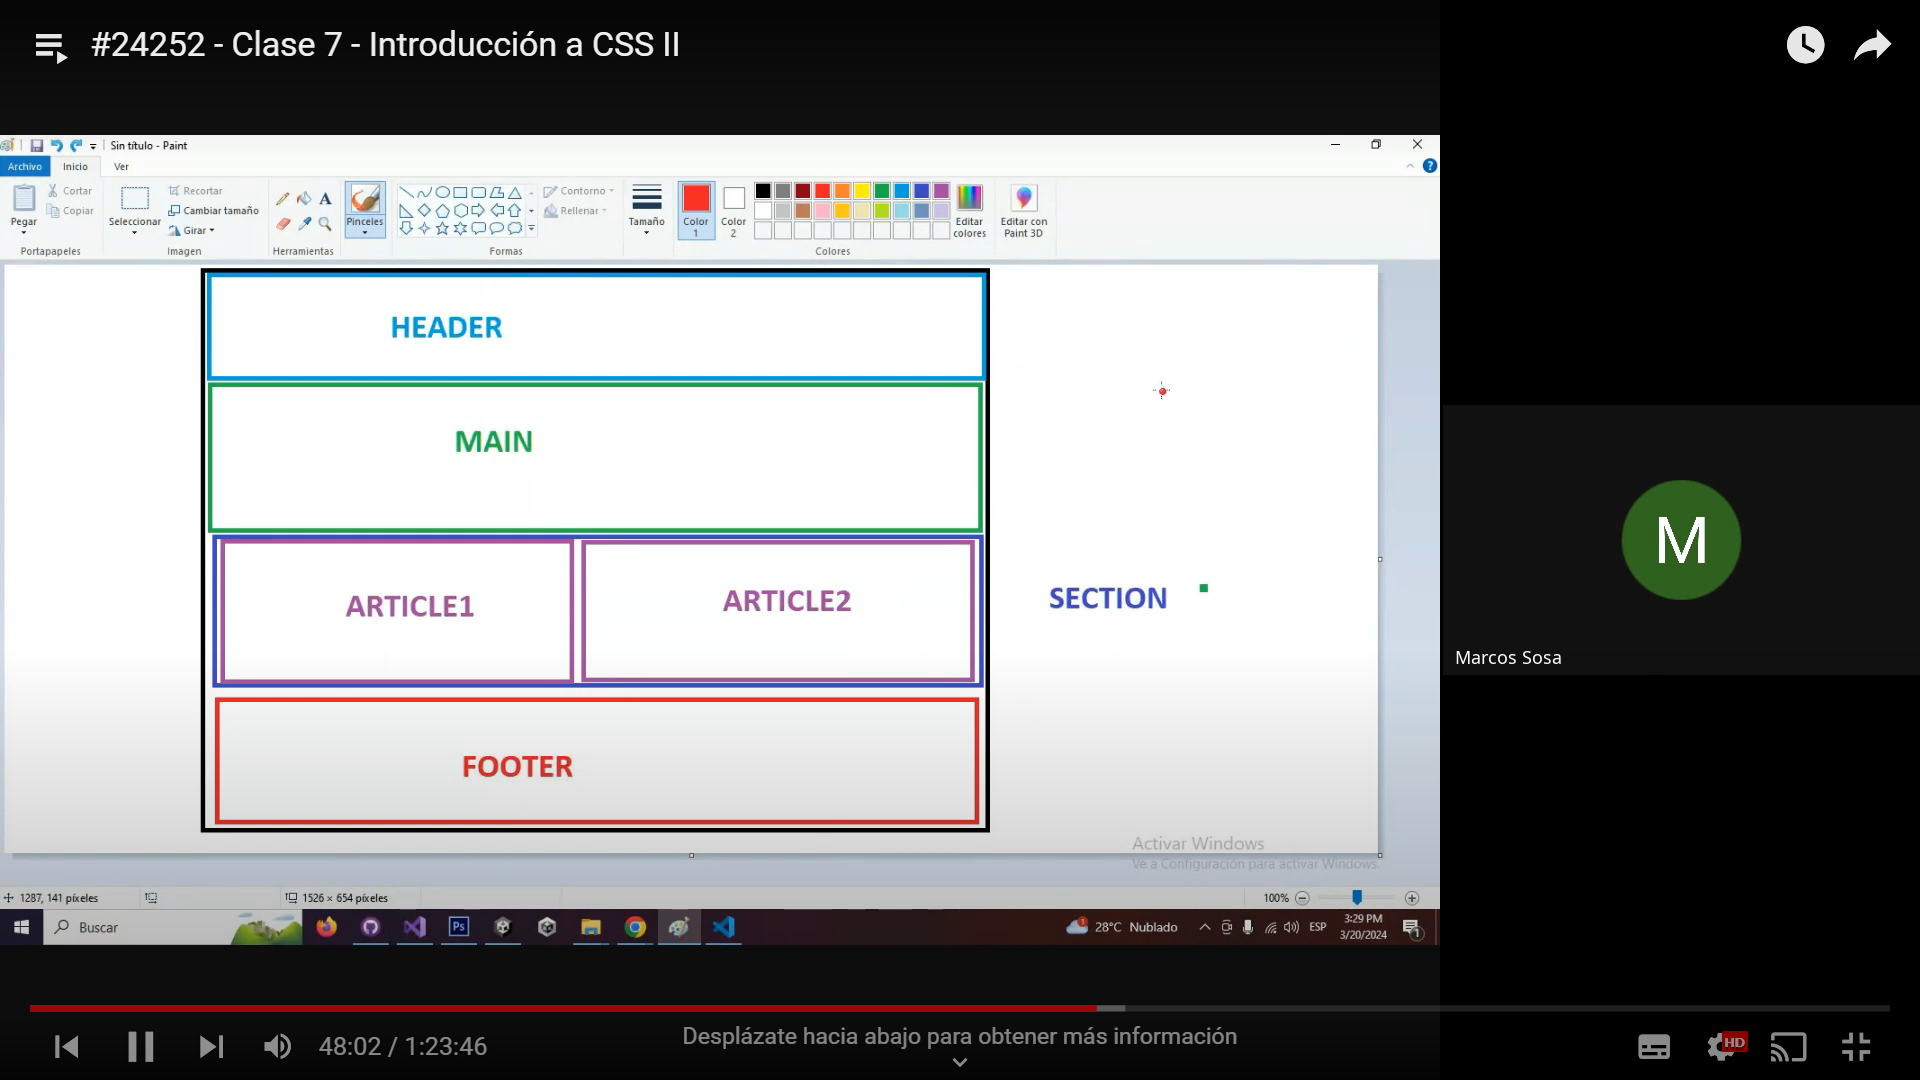 #24252 - Clase 7 - Introducción a CSS II
Sin título - Paint
Archivo Inicio Ver
Pegar
Cortar
Copiar
Portapapeles
Seleccionar
Recortar
Cambiar tamaño
Girar
Imagen
A
Herramientas
Pinceles
Contorno
Rellenar
Formas
Tamaño
Color
1
Color
2
Editar
colores
Colores
Editar con
Paint 3D
HEADER
MAIN
ARTICLE1
ARTICLE2
SECTION
FOOTER
Activar Windows
Ve a Configuración para activar Windows.
1287, 141 píxeles
1526 × 654 píxeles
100%
Buscar
Ps
1
28°C Nublado
ESP
3:29 PM
3/20/2024
1
M
Marcos Sosa
48:02 / 1:23:46
Desplázate hacia abajo para obtener más información
HD